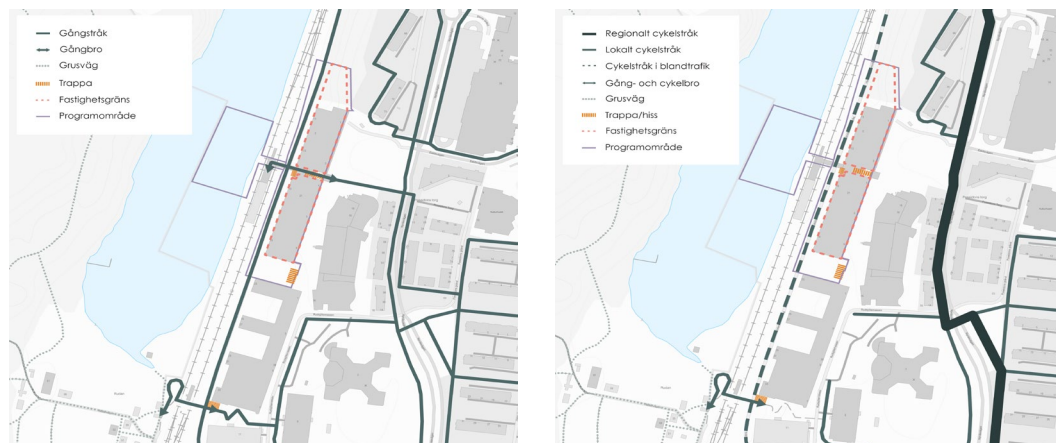 Gångstråk
Gångbro
Grusväg
Trappa
Fastighetsgräns
Programområde
Regionalt cykelstråk
Lokalt cykelstråk
Cykelstråk i blandtrafik
Gång- och cykelbro
Grusväg
Trappa/hiss
Fastighetsgräns
Programområde